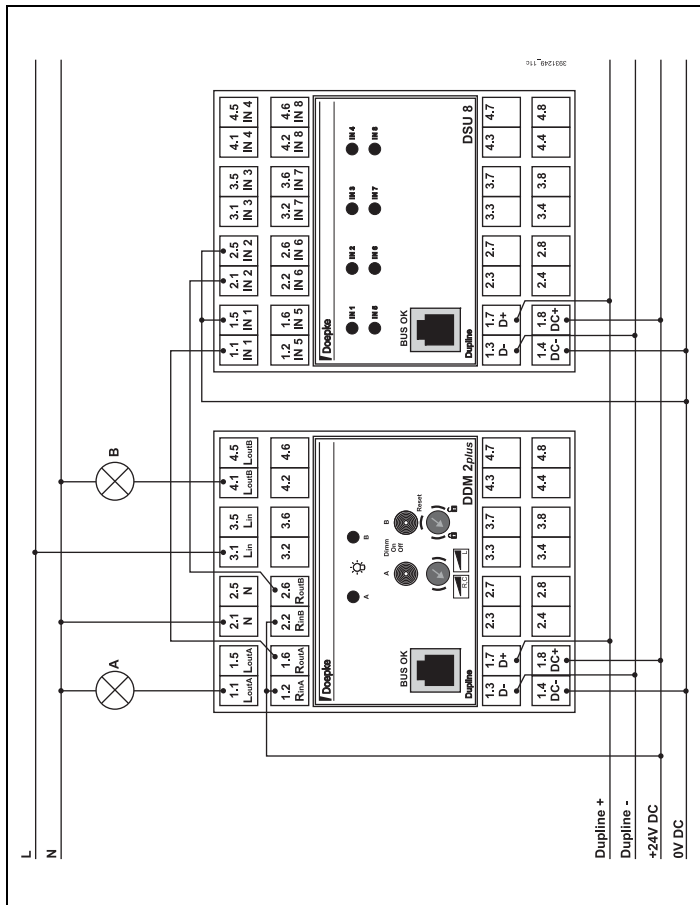 L
N
A
B
1.1 LoutA
1.5 LoutA
2.1 N
2.5 N
3.1 Lin
3.5 Lin
4.1 LoutB
4.5 LoutB
1.2 RinA
1.6 RoutA
2.2 RinB
2.6 RoutB
3.2
3.6
4.2
4.6
Doepke
A
B
BUS OK
A
Dimm
On
Off
B
Reset
R,C
L
Dupline
DDM 2plus
1.3 D-
1.7 D+
2.3
2.7
3.3
3.7
4.3
4.7
1.4 DC-
1.8 DC+
2.4
2.8
3.4
3.8
4.4
4.8
1.1 IN 1
1.5 IN 1
2.1 IN 2
2.5 IN 2
3.1 IN 3
3.5 IN 3
4.1 IN 4
4.5 IN 4
1.2 IN 5
1.6 IN 5
2.2 IN 6
2.6 IN 6
3.2 IN 7
3.6 IN 7
4.2 IN 8
4.6 IN 8
Doepke
IN 1
IN 2
IN 3
IN 4
IN 5
IN 6
IN 7
IN 8
BUS OK
Dupline
DSU 8
1.3 D-
1.7 D+
2.3
2.7
3.3
3.7
4.3
4.7
1.4 DC-
1.8 DC+
2.4
2.8
3.4
3.8
4.4
4.8
3931249_11c
Dupline +
Dupline -
+24V DC
0V DC